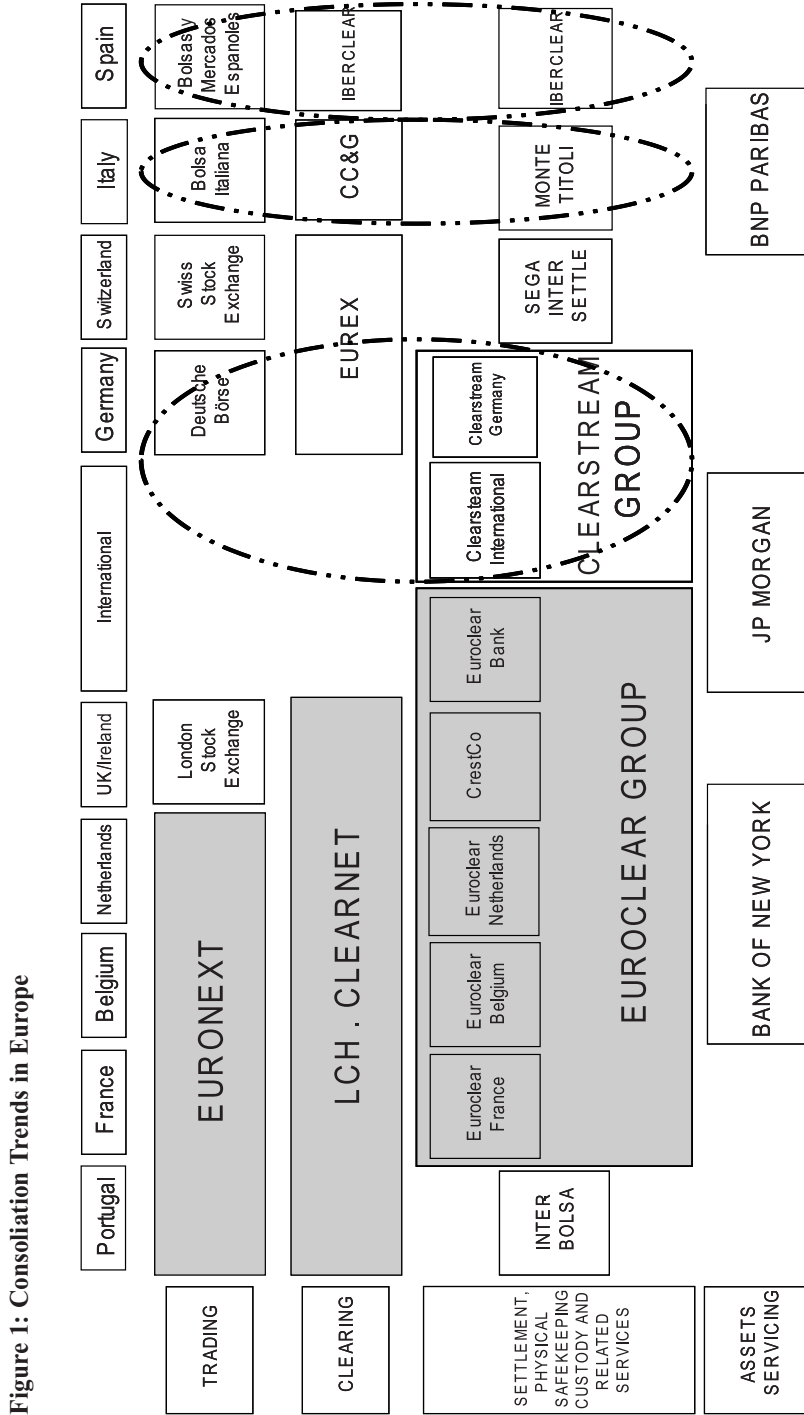 Figure 1: Consoliation Trends in Europe
Portugal
France
Belgium
Netherlands
UK/Ireland
International
Germany
Switzerland
Italy
Spain
TRADING
EURONEXT
London
Stock
Exchange
Deutsche
Börse
Swiss
Stock
Exchange
Bolsa
Italiana
Bolsas y
Mercados
Espanoles
CLEARING
LCH . CLEARNET
EUREX
CC&G
IBERCLEAR
SETTLEMENT,
PHYSICAL
SAFEKEEPING
CUSTODY AND
RELATED
SERVICES
INTER
BOLSA
Euroclear
France
Euroclear
Belgium
Euroclear
Netherlands
CrestCo
Euroclear
Bank
EUROCLEAR GROUP
Clearsteam
International
Clearstream
Germany
CLEARSTREAM
GROUP
SEGA
INTER
SETTLE
MONTE
TITOLI
IBERCLEAR
ASSETS
SERVICING
BANK OF NEW YORK
JP MORGAN
BNP PARIBAS